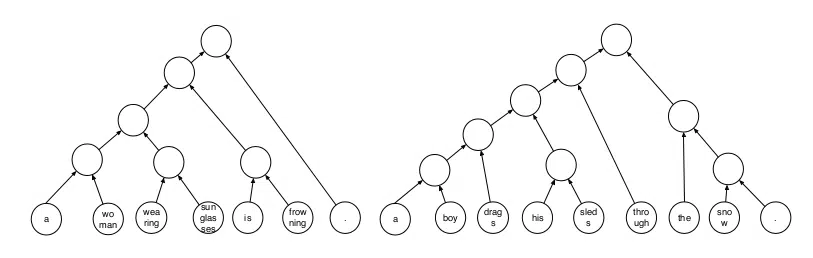 a wo man wea ring sun glas ses is frow ning .
a boy drag s his sled s thro ugh the sno w .